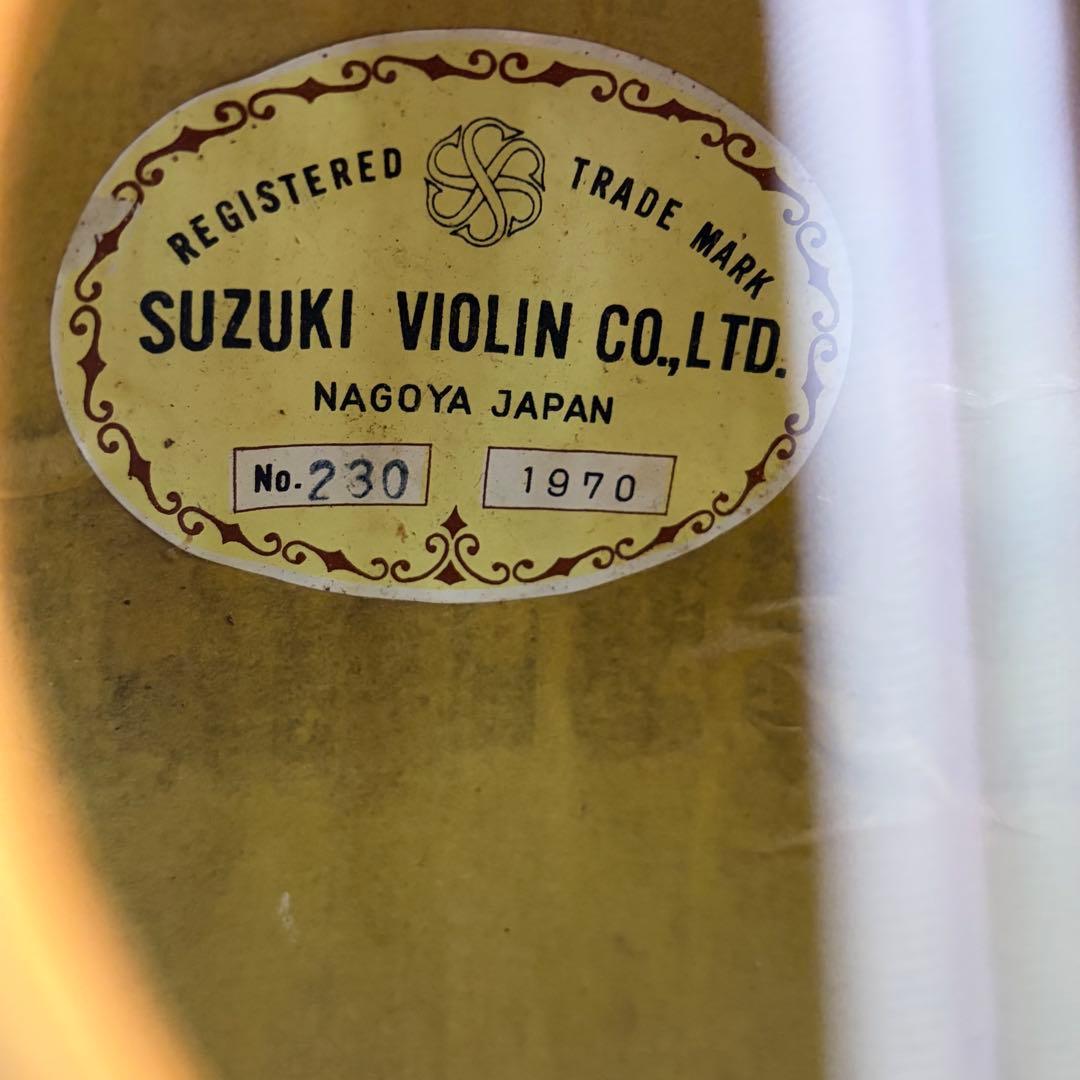 REGISTERED TRADE MARK
SUZUKI VIOLIN CO.,LTD.
NAGOYA JAPAN
No.230 1970